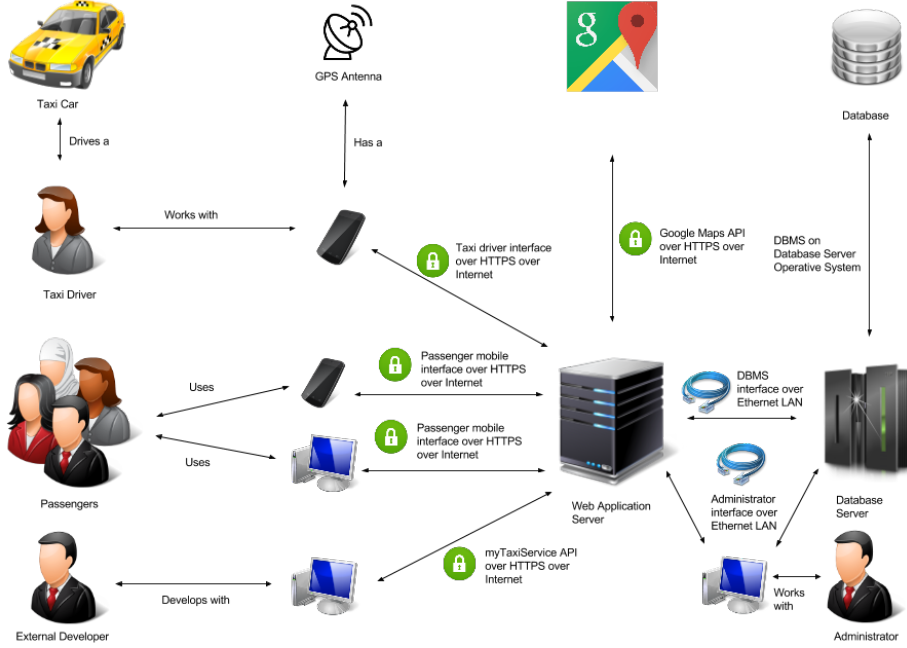 g
Taxi Car
GPS Antenna
Database
Drives a
Has a
Works with
Taxi driver interface
over HTTPS over
Internet
Google Maps API
over HTTPS over
Internet
DBMS on
Database Server
Operative System
Taxi Driver
Uses
Passenger mobile
interface over HTTPS
over Internet
DBMS
interface over
Ethernet LAN
Uses
Passenger mobile
interface over HTTPS
over Internet
Passengers
Web Application
Server
Administrator
interface over
Ethernet LAN
Database
Server
myTaxiService API
over HTTPS over
Internet
Develops with
Works
with
External Developer
Administrator